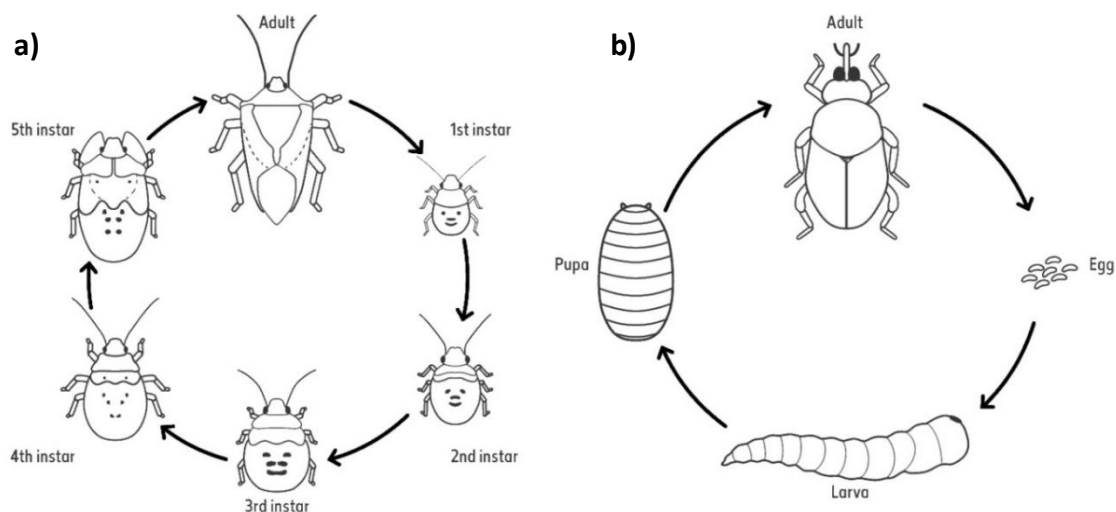 a)
Adult
1st instar
2nd instar
3rd instar
4th instar
5th instar
b)
Adult
Egg
Larva
Pupa